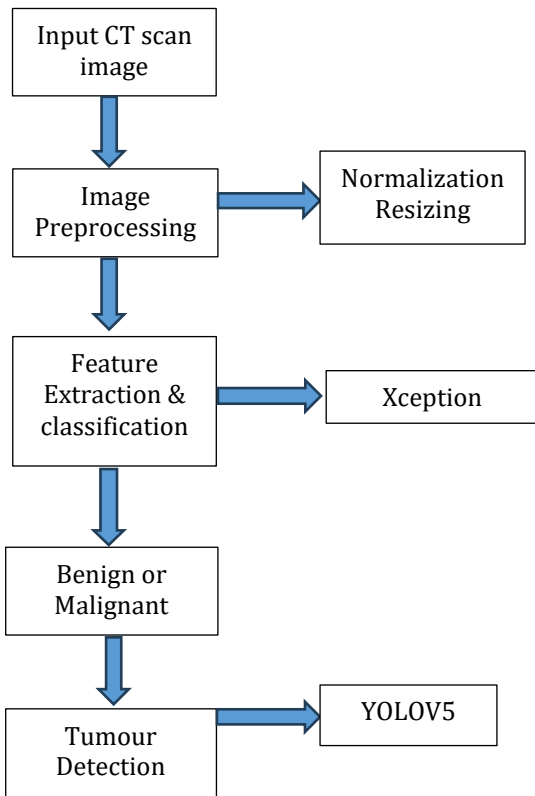 Input CT scan
image
Image
Preprocessing
Normalization
Resizing
Feature
Extraction &
classification
Xception
Benign or
Malignant
YOLOV5
Tumour
Detection